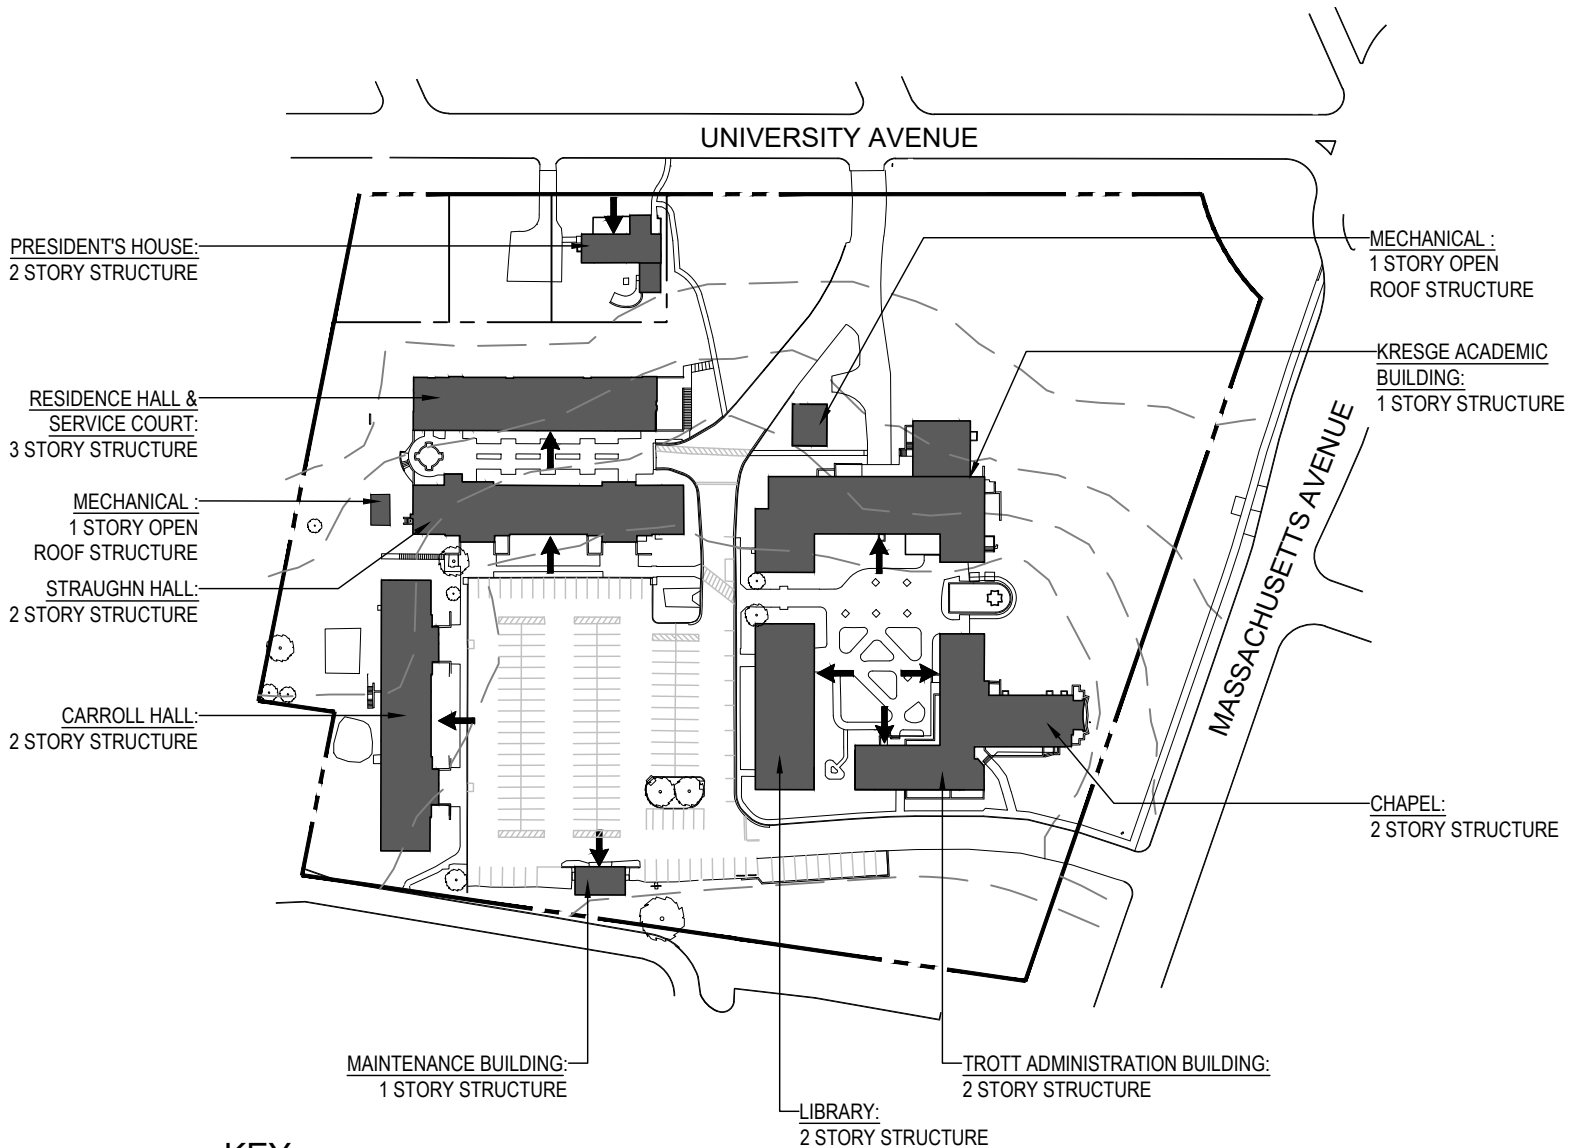 UNIVERSITY AVENUE
PRESIDENT'S HOUSE:
2 STORY STRUCTURE
MECHANICAL :
1 STORY OPEN
ROOF STRUCTURE
KRESGE ACADEMIC
BUILDING:
1 STORY STRUCTURE
RESIDENCE HALL &
SERVICE COURT:
3 STORY STRUCTURE
MECHANICAL :
1 STORY OPEN
ROOF STRUCTURE
STRAUGHN HALL:
2 STORY STRUCTURE
MASSACHUSETTS AVENUE
CARROLL HALL:
2 STORY STRUCTURE
CHAPEL:
2 STORY STRUCTURE
MAINTENANCE BUILDING:
1 STORY STRUCTURE
TROTT ADMINISTRATION BUILDING:
2 STORY STRUCTURE
LIBRARY:
2 STORY STRUCTURE
KEY